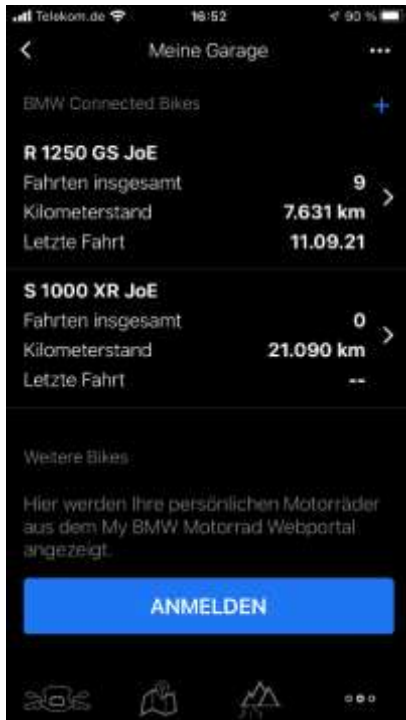 Telekom.de 16:52 90 %
Meine Garage
BMW Connected Bikes
R 1250 GS JoE
Fahrten insgesamt 9
Kilometerstand 7.631 km
Letzte Fahrt 11.09.21
S 1000 XR JoE
Fahrten insgesamt 0
Kilometerstand 21.090 km
Letzte Fahrt --
Weitere Bikes
Hier werden Ihre persönlichen Motorräder
aus dem My BMW Motorrad Webportal
angezeigt.
ANMELDEN